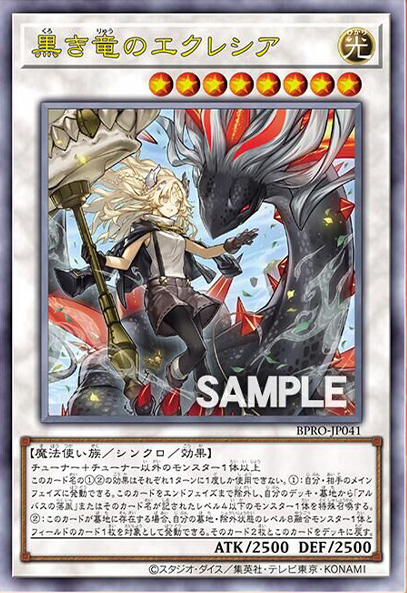 黒き竜のエクレシア
光
SAMPLE
BPRO-JP041
【魔法使い族/シンクロ/効果】
チューナー+チューナー以外のモンスター1体以上
このカード名の①②の効果はそれぞれ1ターンに1度しか使用できない。①:自分・相手のメイン
フェイズに発動できる。このカードをエンドフェイズまで除外し、自分のデッキ・墓地から「アル
バスの落胤」またはそのカード名が記されたレベル4以下のモンスター1体を特殊召喚する。
②:このカードが墓地に存在する場合、自分の墓地・除外状態のレベル8融合モンスター1体と
フィールドのカード1枚を対象として発動できる。そのカード2枚とこのカードをデッキに戻す。
ATK/2500 DEF/2500
©スタジオ・ダイス/集英社・テレビ東京・KONAMI